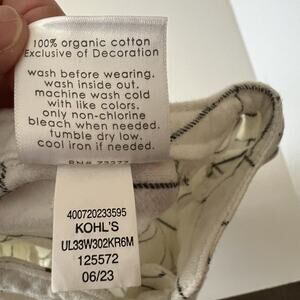 100% organic cotton
Exclusive of Decoration
wash before wearing.
wash inside out.
machine wash cold
with like colors.
only non-chlorine
bleach when needed.
tumble dry low.
cool iron if needed.
400720233595
KOHL'S
UL33W302KR6M
125572
06/23